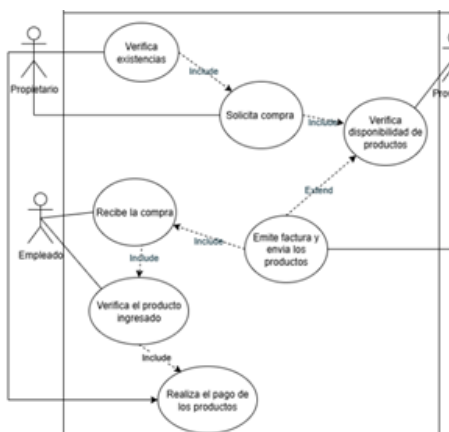 Verifica
existencias
Propietario
Include
Solicita compra
Include
Verifica
disponibilidad de
productos
Extend
Recibe la compra
Include
Emite factura y
envia los
productos
Empleado
Include
Verifica el producto
ingresado
Include
Realiza el pago de
los productos